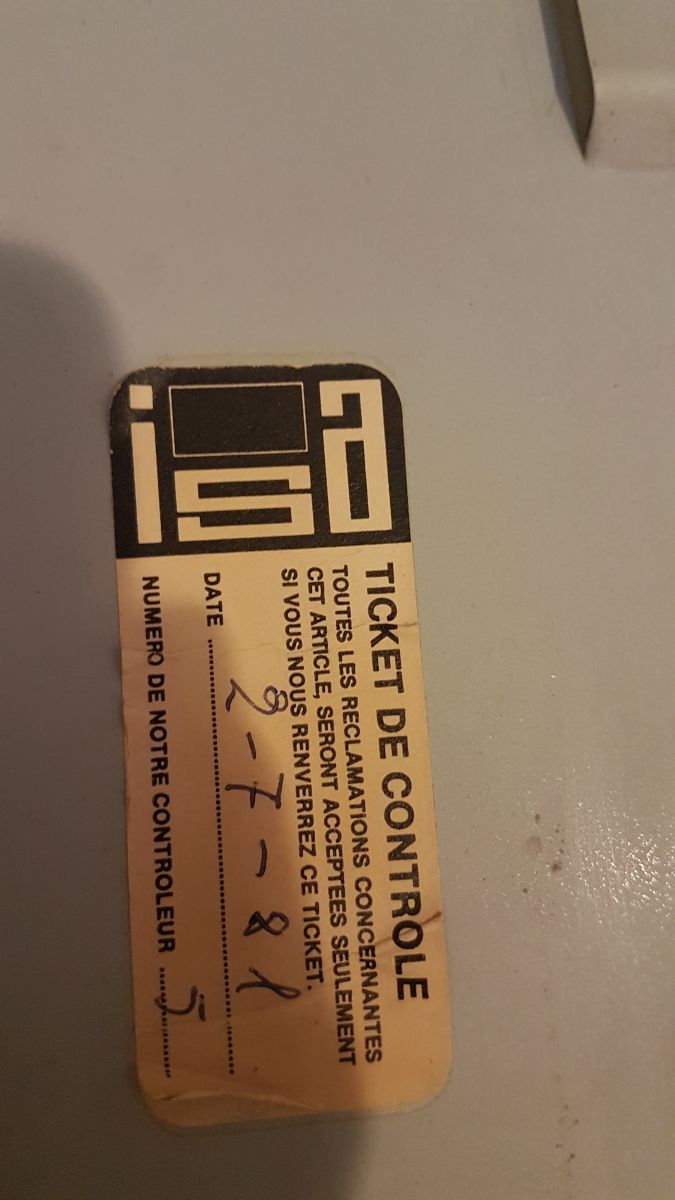 isa
TICKET DE CONTROLE
TOUTES LES RECLAMATIONS CONCERNANTES
CET ARTICLE, SERONT ACCEPTEES SEULEMENT
SI VOUS NOUS RENVERREZ CE TICKET.
DATE 2-7-81
NUMERO DE NOTRE CONTROLEUR 5